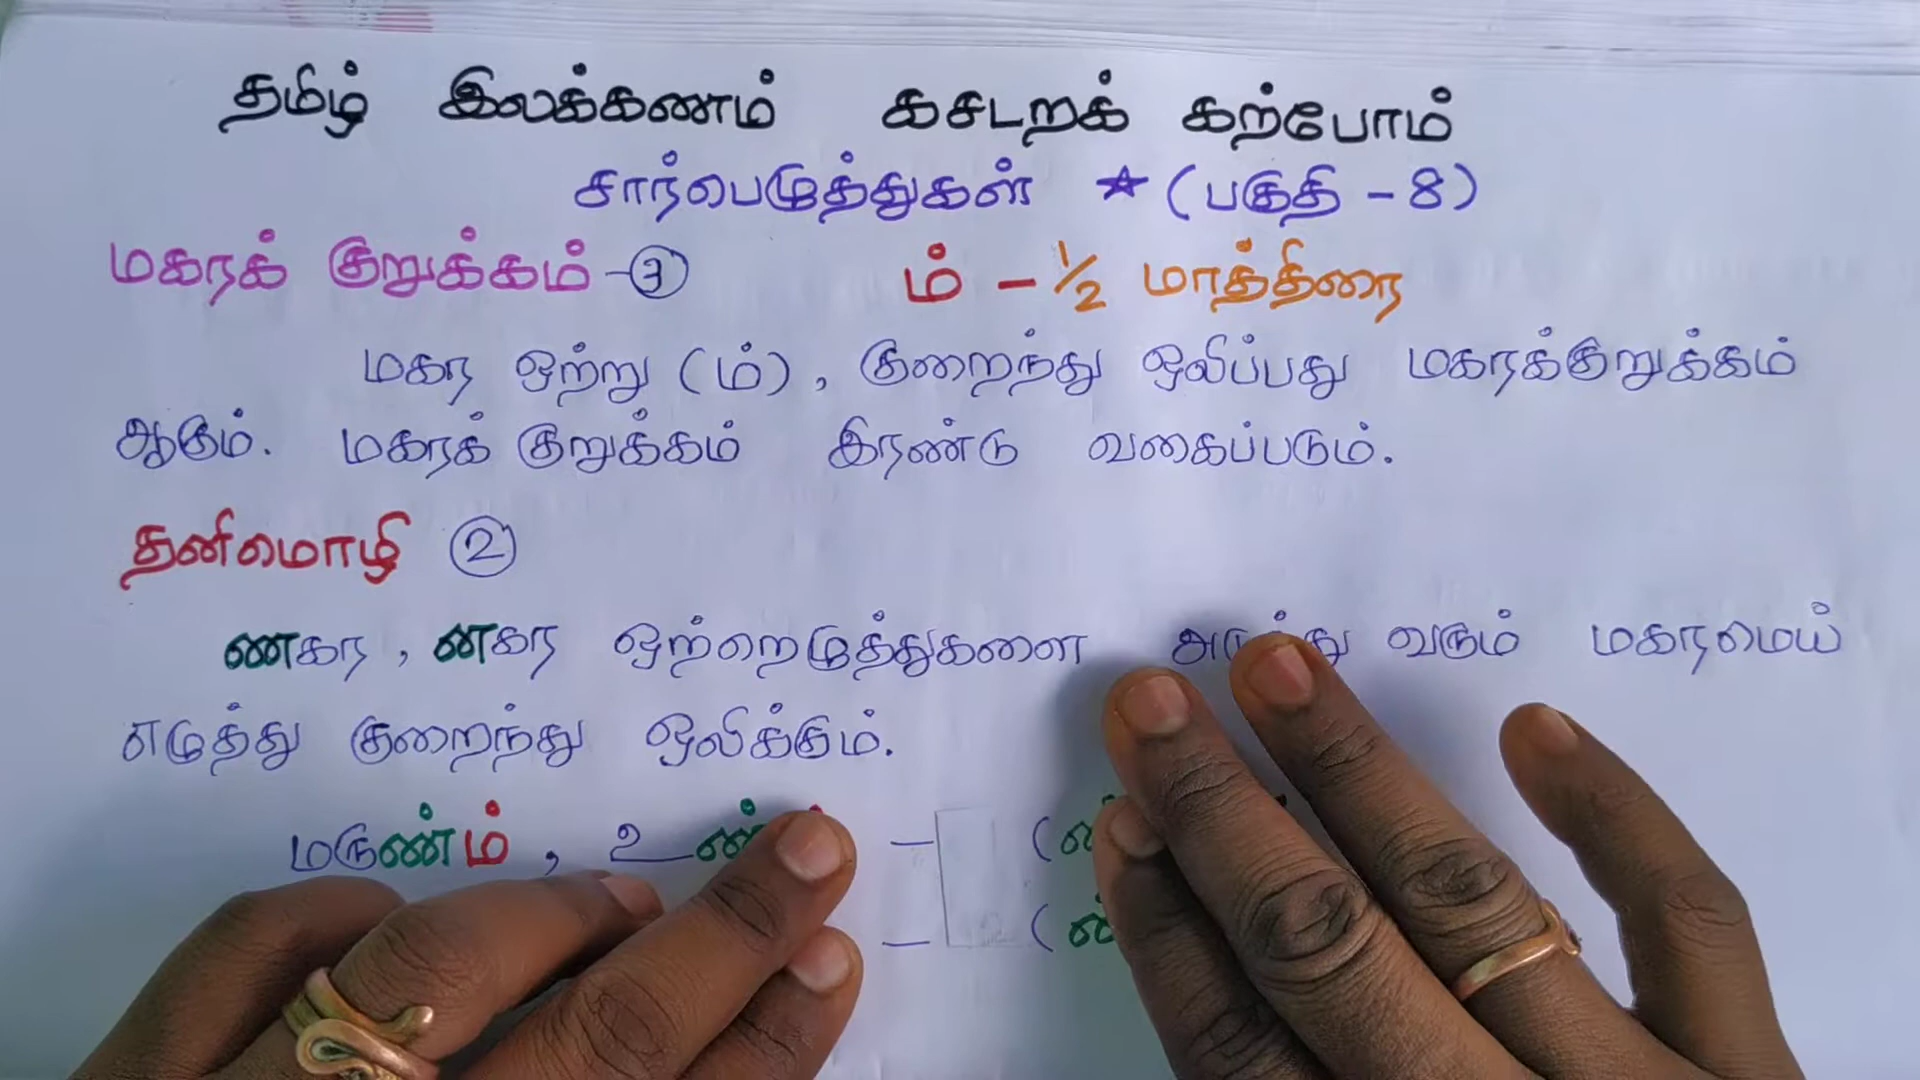 தமிழ் இலக்கணம் கசடறக் கற்போம்
சார்பெழுத்துகள் ★ (பகுதி - 8)
மகரக் குறுக்கம் - ③ ம் - ½ மாத்திரை
மகர ஒற்று (ம்), குறைந்து ஒலிப்பது மகரக்குறுக்கம்
ஆகும். மகரக் குறுக்கம் இரண்டு வகைப்படும்.
தனிமொழி ②
ணகர, னகர ஒற்றெழுத்துகளை வரும் மகரமெய்
எழுத்து குறைந்து ஒலிக்கும்.
மருண்ம்,